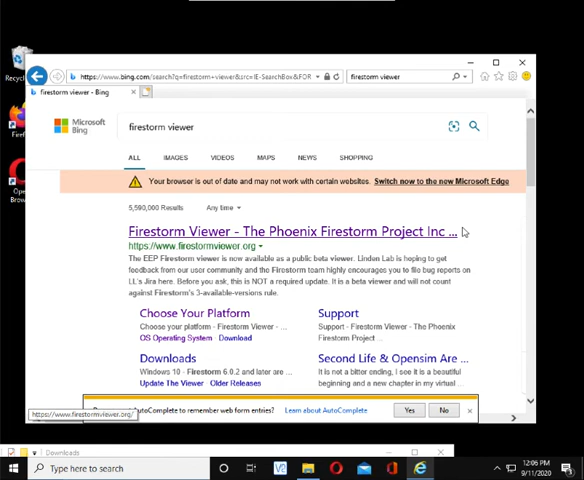 Recyc
https://www.bing.com/search?q=firestorm+viewer&src=IE-SearchBox&FOR
firestorm viewer
firestorm viewer - Bing
Firef
Microsoft
Bing
firestorm viewer
ALL IMAGES VIDEOS MAPS NEWS SHOPPING
Your browser is out of date and may not work with certain websites. Switch now to the new Microsoft Edge
Ope
Brow
5,590,000 Results Any time
Firestorm Viewer - The Phoenix Firestorm Project Inc ...
https://www.firestormviewer.org
The EEP Firestorm viewer is now available as a public beta viewer. Linden Lab is hoping to get
feedback from our user community and the Firestorm team highly encourages you to file bug reports on
LL's Jira here. Before you ask, this is NOT a required update. It is a beta viewer and will not count
against Firestorm's 3-available-versions rule.
Choose Your Platform
Choose your platform - Firestorm Viewer - ...
OS Operating System · Download
Support
Support - Firestorm Viewer - The Phoenix
Firestorm Project ...
Downloads
Windows 10 - Firestorm 6.0.2 and later are ...
Update The Viewer · Older Releases
Second Life & Opensim Are ...
It is not a bitter ending, I see it is a beautiful
beginning and a new chapter in my virtual ...
AutoComplete to remember web form entries? Learn about AutoComplete Yes No
https://www.firestormviewer.org/
Downloads
Type here to search
V2
12:06 PM
9/11/2020